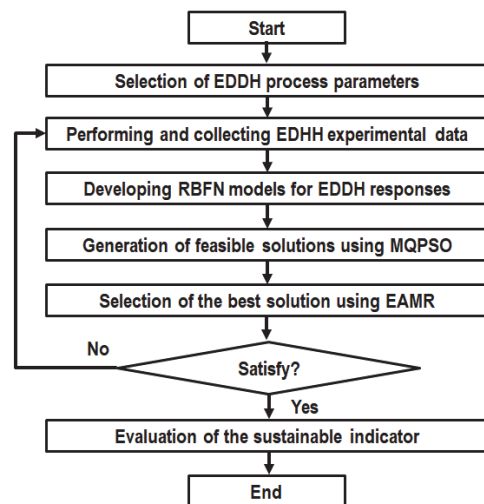 Start
Selection of EDDH process parameters
Performing and collecting EDHH experimental data
Developing RBFN models for EDDH responses
Generation of feasible solutions using MQPSO
Selection of the best solution using EAMR
No
Satisfy?
Yes
Evaluation of the sustainable indicator
End